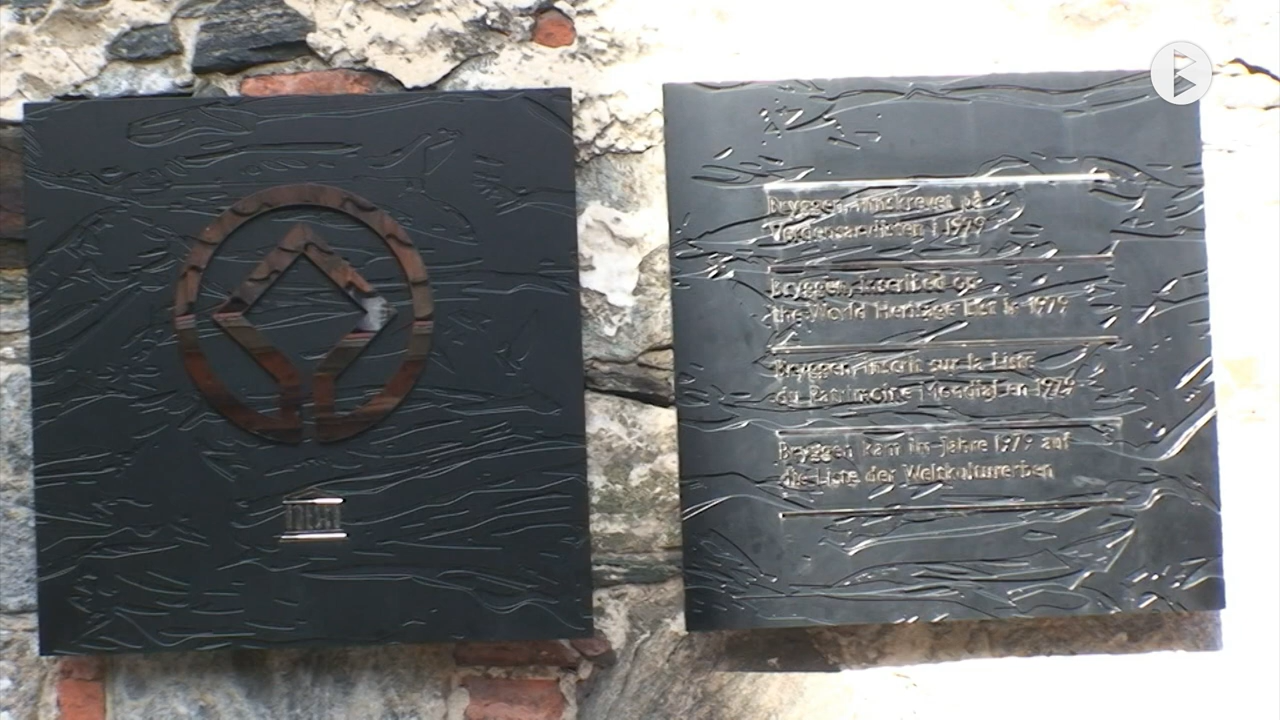 Bryggen, innskrevet på
Verdensarvlisten i 1979
Bryggen, inscribed on
the World Heritage List in 1979
Bryggen, inscrit sur la Liste
du Patrimoine Mondial en 1979
Bryggen kam im Jahre 1979 auf
die Liste der Weltkulturerben